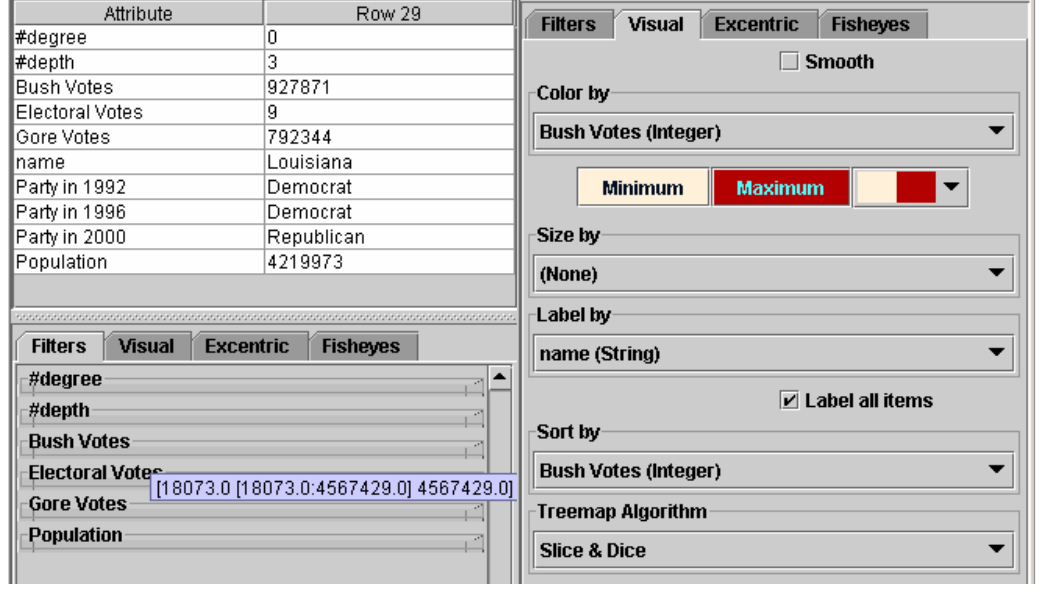 Attribute Row 29
#degree 0
#depth 3
Bush Votes 927871
Electoral Votes 9
Gore Votes 792344
name Louisiana
Party in 1992 Democrat
Party in 1996 Democrat
Party in 2000 Republican
Population 4219973
Filters Visual Excentric Fisheyes
#degree
#depth
Bush Votes
Electoral Votes
[18073.0 [18073.0:4567429.0] 4567429.0]
Gore Votes
Population
Filters Visual Excentric Fisheyes
Smooth
Color by
Bush Votes (Integer)
Minimum Maximum
Size by
(None)
Label by
name (String)
Label all items
Sort by
Bush Votes (Integer)
Treemap Algorithm
Slice & Dice